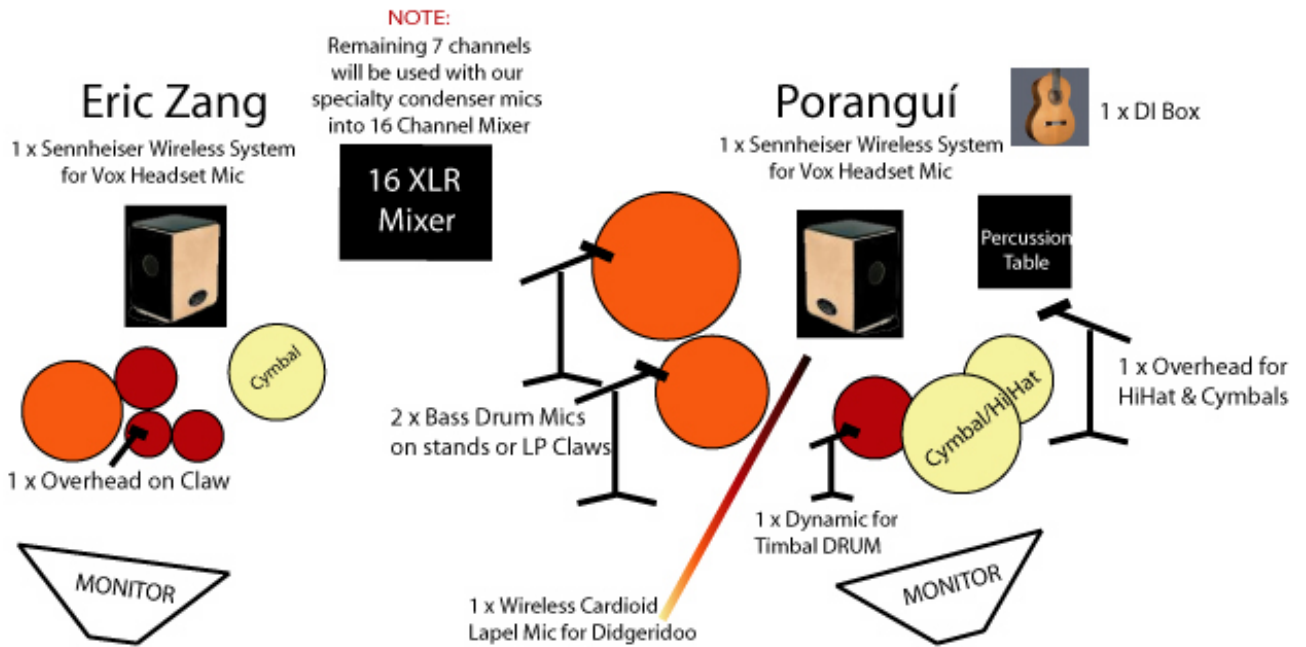 NOTE:
Remaining 7 channels
will be used with our
specialty condenser mics
into 16 Channel Mixer
Eric Zang
1 x Sennheiser Wireless System
for Vox Headset Mic
16 XLR
Mixer
Poranguí
1 x Sennheiser Wireless System
for Vox Headset Mic
1 x DI Box
Percussion
Table
Cymbal
1 x Overhead on Claw
2 x Bass Drum Mics
on stands or LP Claws
Cymbal/HiHat
1 x Overhead for
HiHat & Cymbals
1 x Dynamic for
Timbal DRUM
1 x Wireless Cardioid
Lapel Mic for Didgeridoo
MONITOR
MONITOR